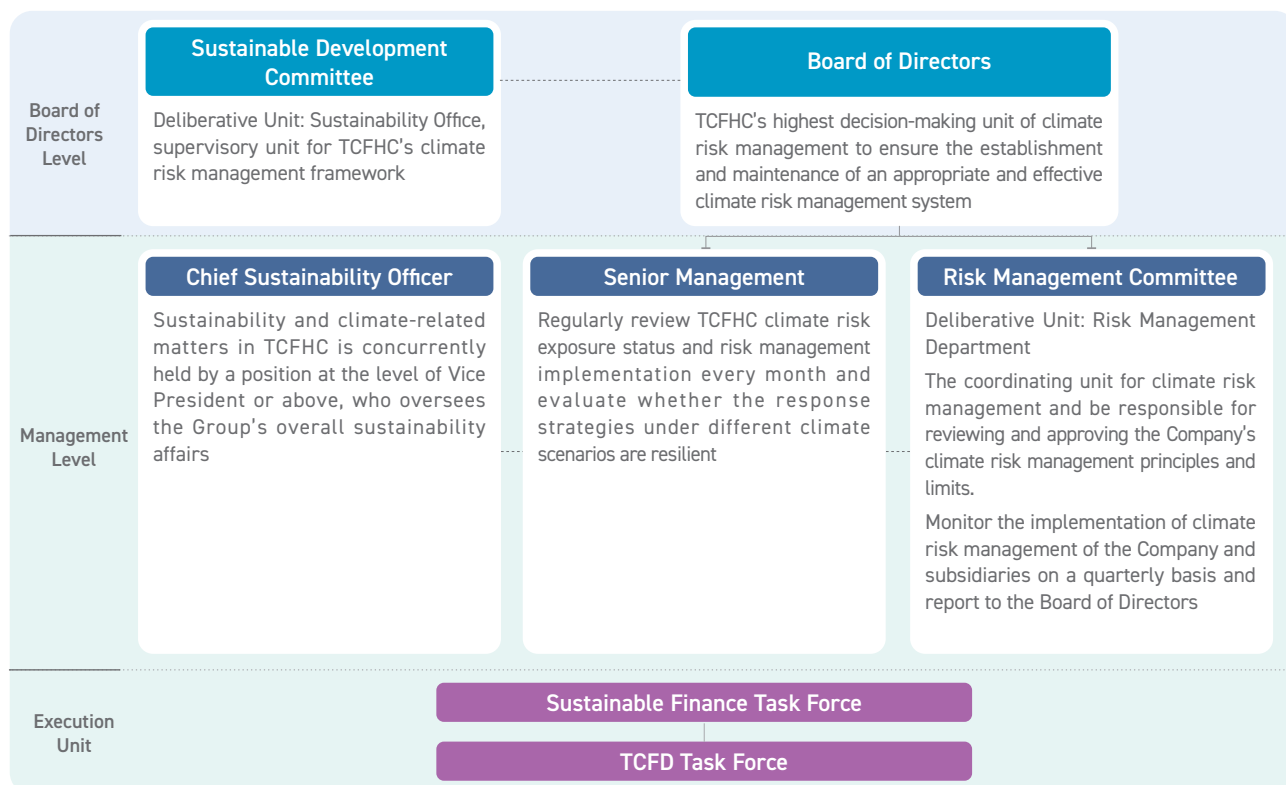 Board of
Directors
Level
Sustainable Development
Committee
Deliberative Unit: Sustainability Office,
supervisory unit for TCFHC's climate
risk management framework
Board of Directors
TCFHC's highest decision-making unit of climate
risk management to ensure the establishment
and maintenance of an appropriate and effective
climate risk management system
Management
Level
Chief Sustainability Officer
Sustainability and climate-related
matters in TCFHC is concurrently
held by a position at the level of Vice
President or above, who oversees
the Group's overall sustainability
affairs
Senior Management
Regularly review TCFHC climate risk
exposure status and risk management
implementation every month and
evaluate whether the response
strategies under different climate
scenarios are resilient
Risk Management Committee
Deliberative Unit: Risk Management
Department
The coordinating unit for climate risk
management and be responsible for
reviewing and approving the Company's
climate risk management principles and
limits.
Monitor the implementation of climate
risk management of the Company and
subsidiaries on a quarterly basis and
report to the Board of Directors
Execution
Unit
Sustainable Finance Task Force
TCFD Task Force